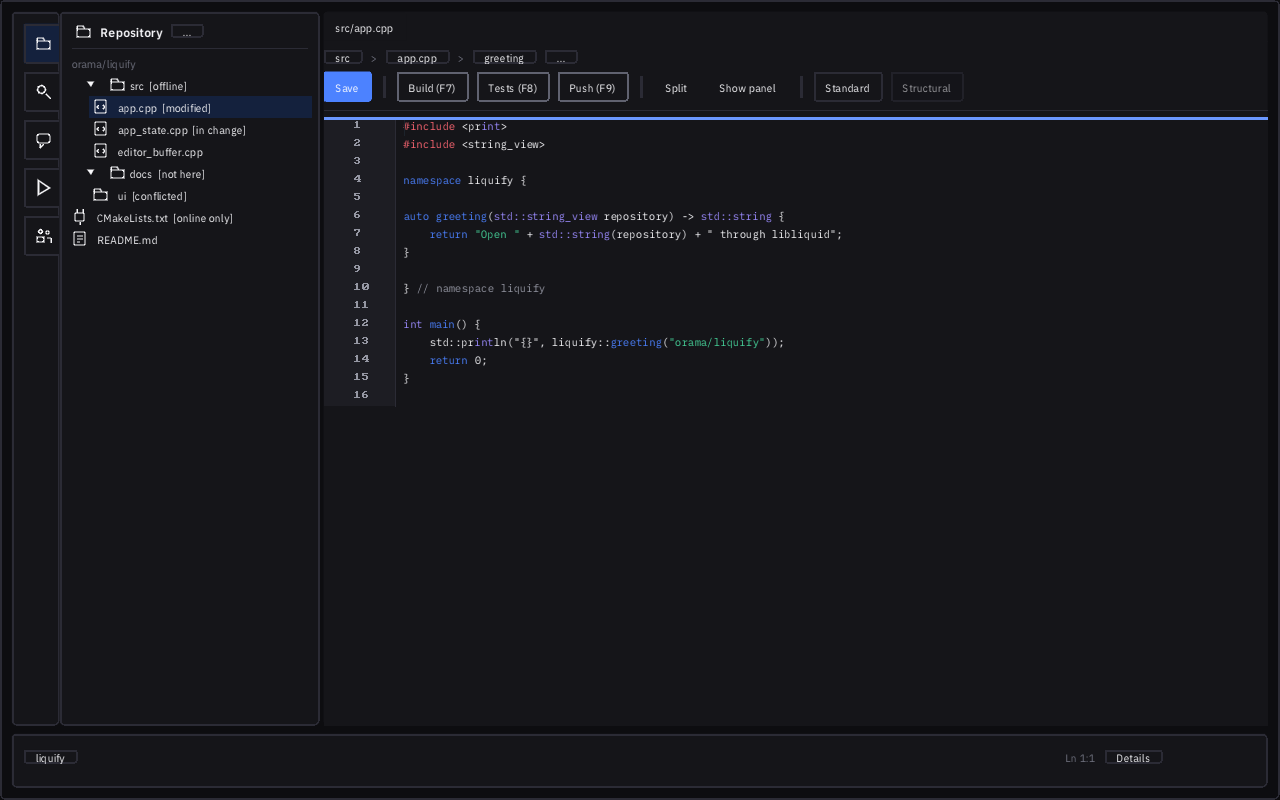 Repository ...
orama/liquify
src [offline]
app.cpp [modified]
app_state.cpp [in change]
editor_buffer.cpp
docs [not here]
ui [conflicted]
CMakeLists.txt [online only]
README.md
src/app.cpp
src > app.cpp > greeting ...
Save Build (F7) Tests (F8) Push (F9) Split Show panel Standard Structural
1 #include <print>
2 #include <string_view>
3
4 namespace liquify {
5
6 auto greeting(std::string_view repository) -> std::string {
7 return "Open " + std::string(repository) + " through libliquid";
8 }
9
10 } // namespace liquify
11
12 int main() {
13 std::println("{}", liquify::greeting("orama/liquify"));
14 return 0;
15 }
16
liquify Ln 1:1 Details